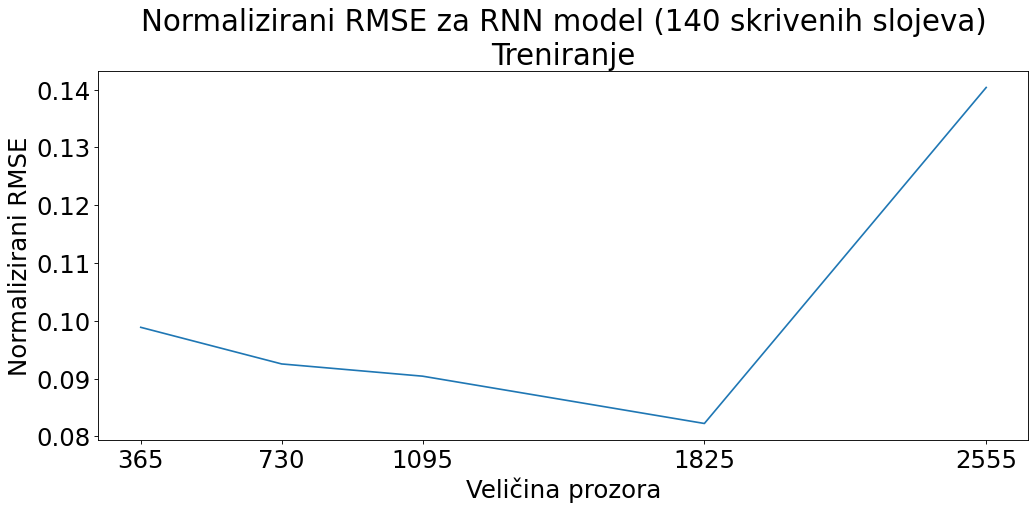 Normalizirani RMSE za RNN model (140 skrivenih slojeva)
Treniranje
Normalizirani RMSE
0.14
0.13
0.12
0.11
0.10
0.09
0.08
365 730 1095 1825 2555
Veličina prozora